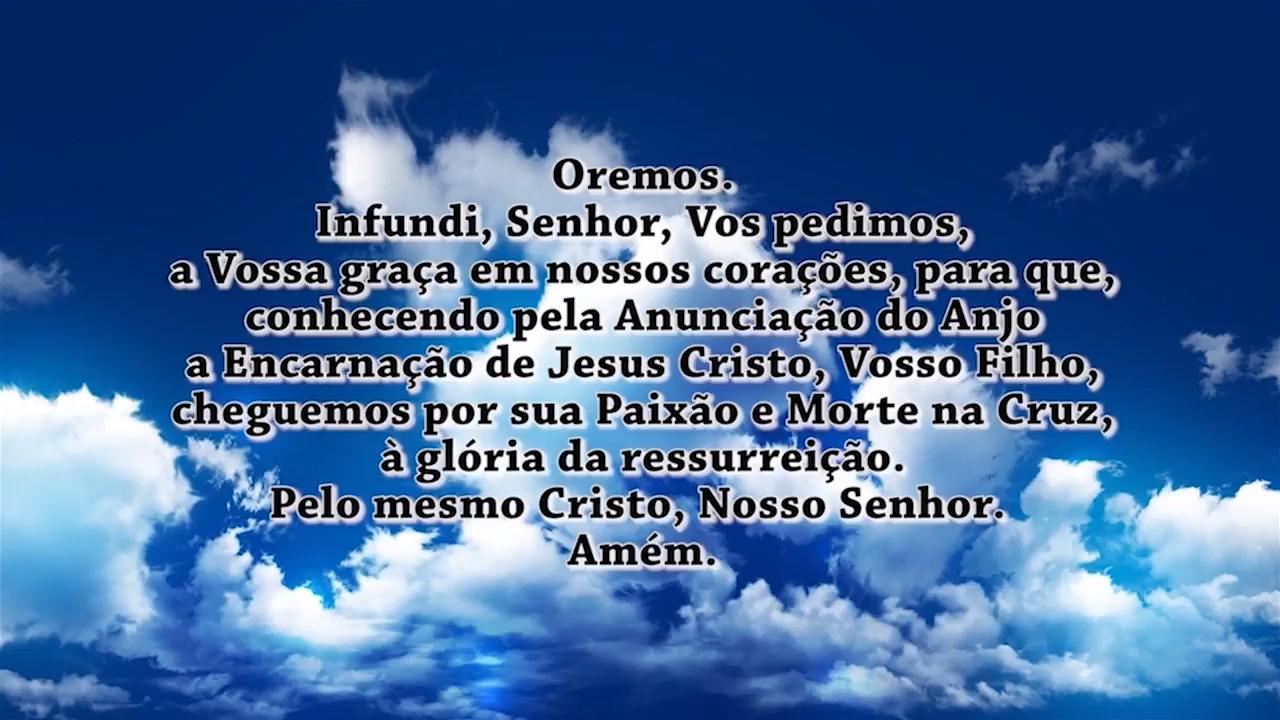 Oremos.
Infundi, Senhor, Vos pedimos,
a Vossa graça em nossos corações, para que,
conhecendo pela Anunciação do Anjo
a Encarnação de Jesus Cristo, Vosso Filho,
cheguemos por sua Paixão e Morte na Cruz,
à glória da ressurreição.
Pelo mesmo Cristo, Nosso Senhor.
Amém.